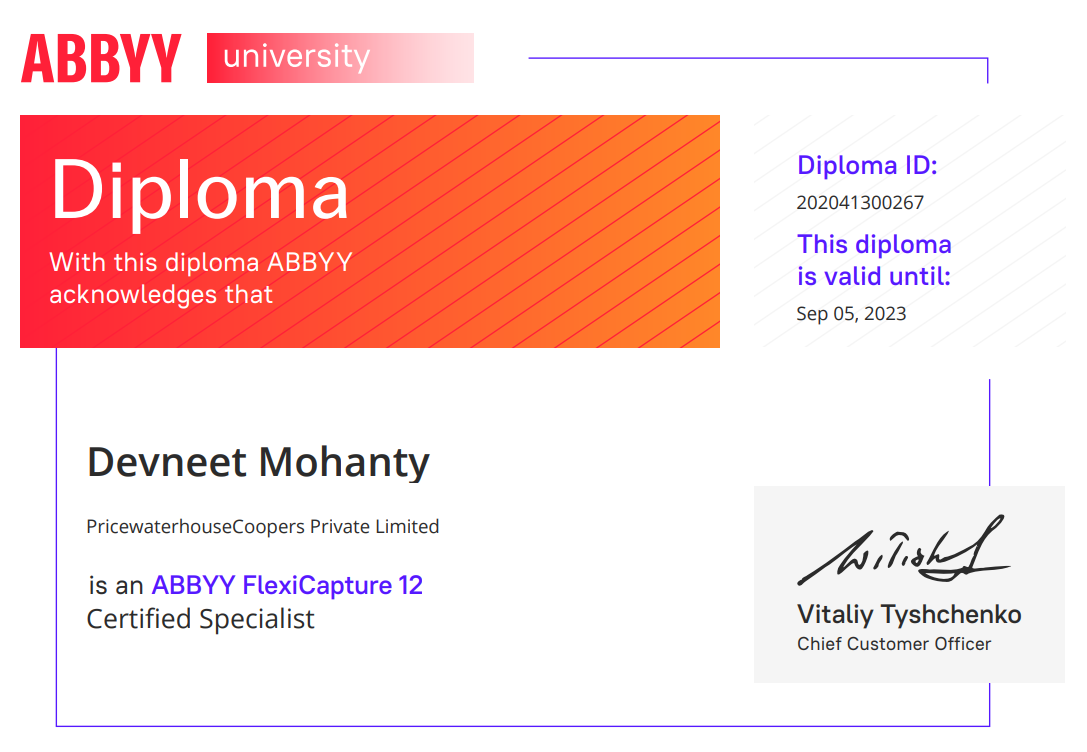 ABBYY university
Diploma
With this diploma ABBYY
acknowledges that
Diploma ID:
202041300267
This diploma
is valid until:
Sep 05, 2023
Devneet Mohanty
PricewaterhouseCoopers Private Limited
is an ABBYY FlexiCapture 12
Certified Specialist
Vitaliy Tyshchenko
Chief Customer Officer